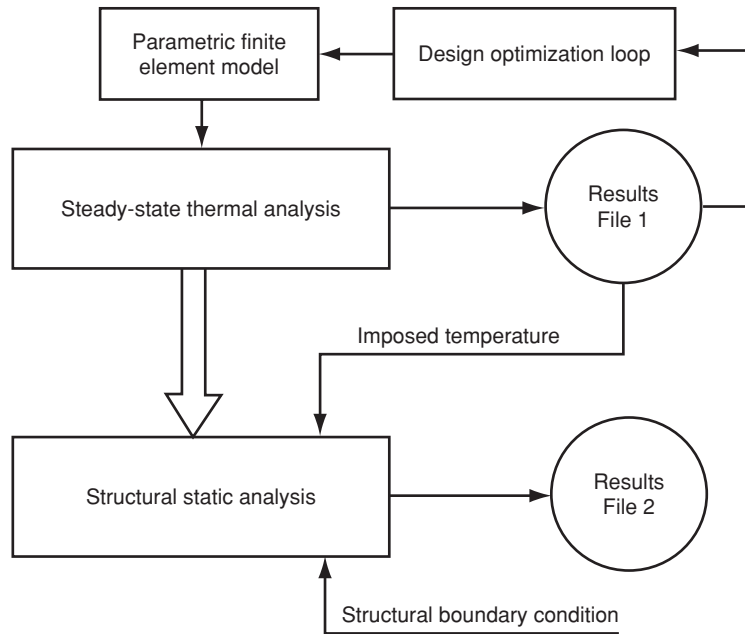 Parametric finite
element model
Design optimization loop
Steady-state thermal analysis
Results
File 1
Imposed temperature
Structural static analysis
Results
File 2
Structural boundary condition